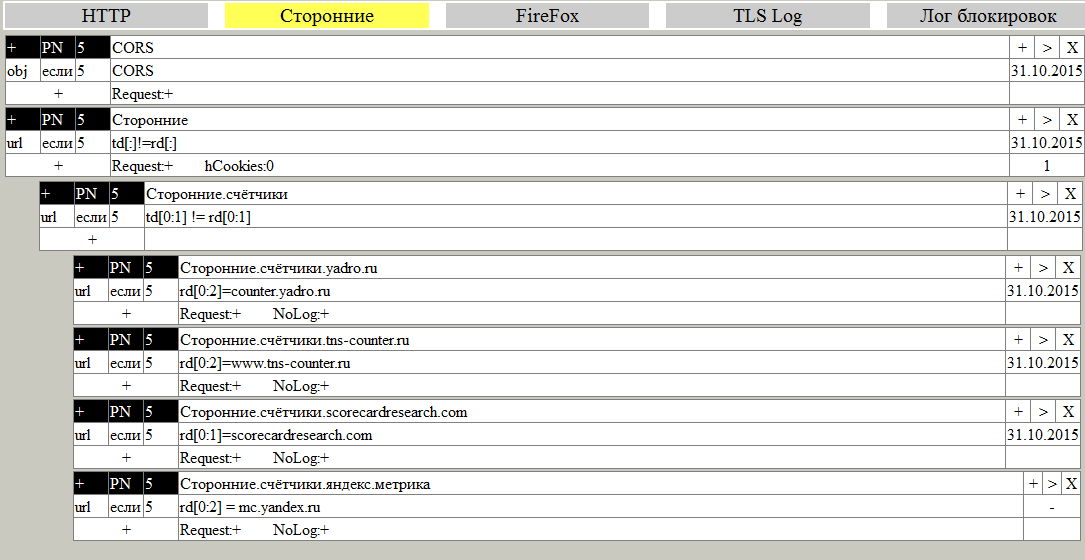 HTTP Сторонние FireFox TLS Log Лог блокировок
+ PN 5 CORS + > X
obj если 5 CORS 31.10.2015
+ Request:+
+ PN 5 Сторонние + > X
url если 5 td[:]!=rd[:] 31.10.2015
+ Request:+ hCookies:0 1
+ PN 5 Сторонние.счётчики + > X
url если 5 td[0:1] != rd[0:1] 31.10.2015
+
+ PN 5 Сторонние.счётчики.yadro.ru + > X
url если 5 rd[0:2]=counter.yadro.ru 31.10.2015
+ Request:+ NoLog:+
+ PN 5 Сторонние.счётчики.tns-counter.ru + > X
url если 5 rd[0:2]=www.tns-counter.ru 31.10.2015
+ Request:+ NoLog:+
+ PN 5 Сторонние.счётчики.scorecardresearch.com + > X
url если 5 rd[0:1]=scorecardresearch.com 31.10.2015
+ Request:+ NoLog:+
+ PN 5 Сторонние.счётчики.яндекс.метрика + > X
url если 5 rd[0:2] = mc.yandex.ru -
+ Request:+ NoLog:+